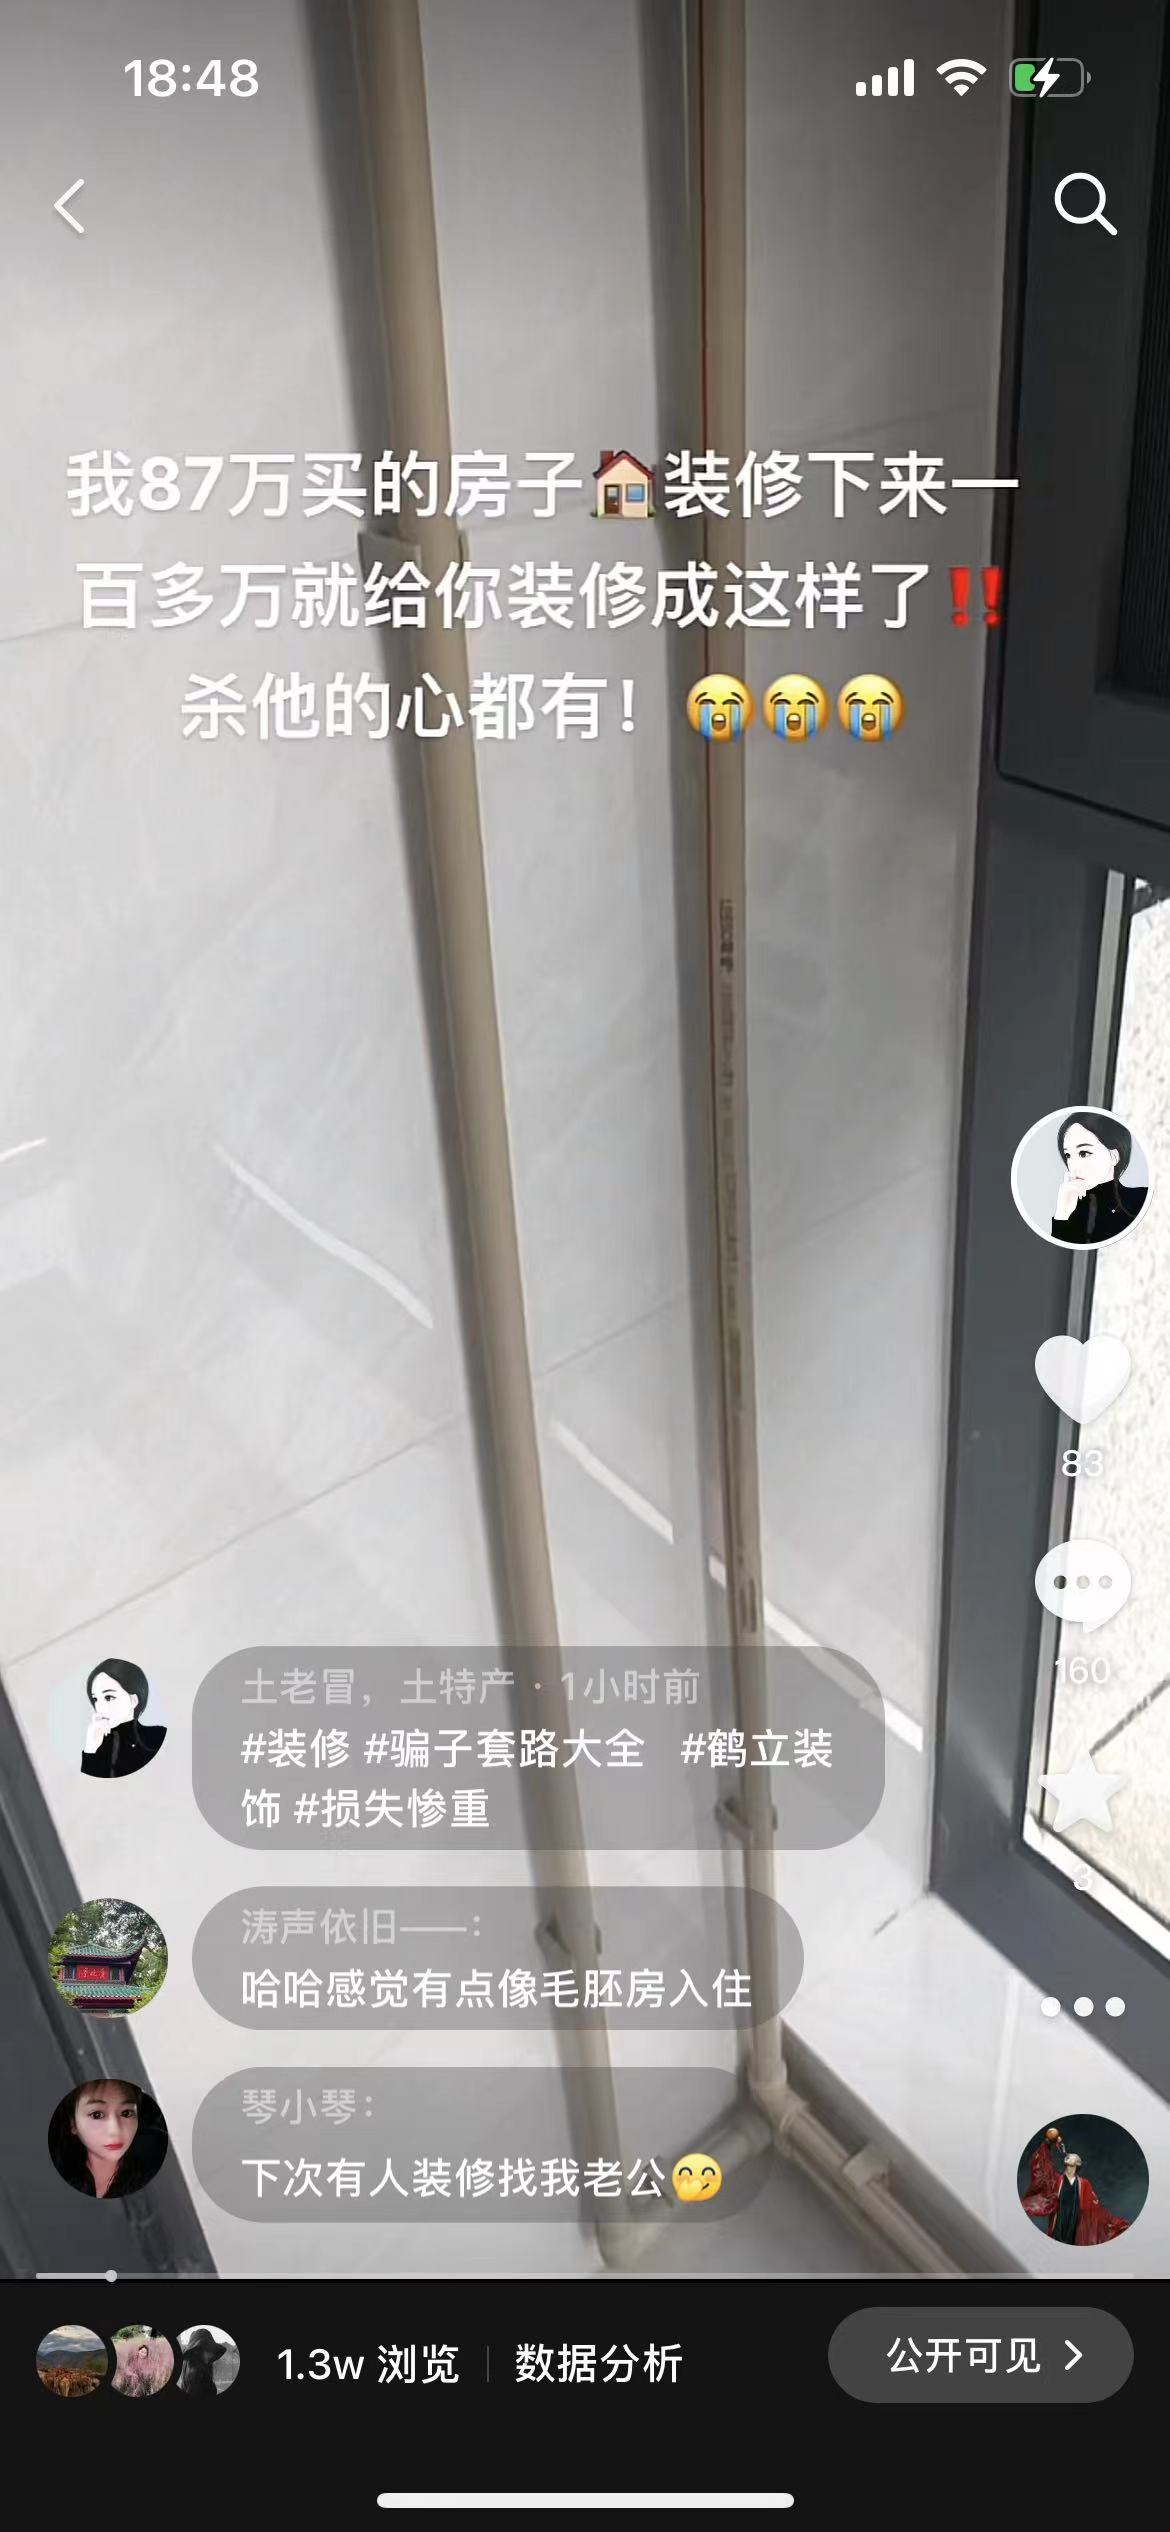 18:48
我87万买的房子🏠装修下来一
百多万就给你装修成这样了‼️
杀他的心都有！😭😭😭
83
160
土老冒，土特产 · 1小时前
#装修 #骗子套路大全 #鹤立装
饰 #损失惨重
3
涛声依旧——：
哈哈感觉有点像毛胚房入住
琴小琴：
下次有人装修找我老公🤭
1.3w 浏览 | 数据分析
公开可见